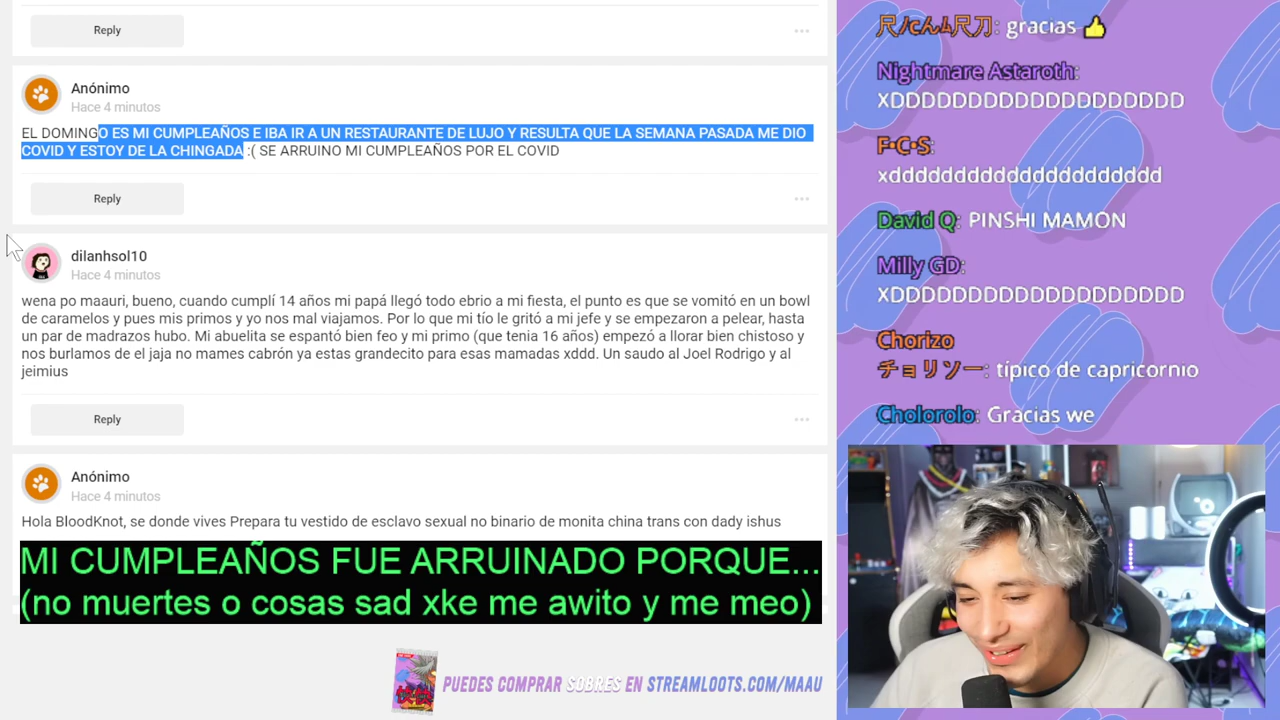 Reply
Anónimo
Hace 4 minutos
EL DOMINGO ES MI CUMPLEAÑOS E IBA IR A UN RESTAURANTE DE LUJO Y RESULTA QUE LA SEMANA PASADA ME DIO
COVID Y ESTOY DE LA CHINGADA :( SE ARRUINO MI CUMPLEAÑOS POR EL COVID
Reply
dilanhsol10
Hace 4 minutos
wena po maauri, bueno, cuando cumplí 14 años mi papá llegó todo ebrio a mi fiesta, el punto es que se vomitó en un bowl
de caramelos y pues mis primos y yo nos mal viajamos. Por lo que mi tío le gritó a mi jefe y se empezaron a pelear, hasta
un par de madrazos hubo. Mi abuelita se espantó bien feo y mi primo (que tenia 16 años) empezó a llorar bien chistoso y
nos burlamos de el jaja no mames cabrón ya estas grandecito para esas mamadas xddd. Un saudo al Joel Rodrigo y al
jeimius
Reply
Anónimo
Hace 4 minutos
Hola BloodKnot, se donde vives Prepara tu vestido de esclavo sexual no binario de monita china trans con dady ishus
MI CUMPLEAÑOS FUE ARRUINADO PORQUE...
(no muertes o cosas sad xke me awito y me meo)
PUEDES COMPRAR SOBRES EN STREAMLOOTS.COM/MAAU
gracias 👍
Nightmare Astaroth:
XDDDDDDDDDDDDDDDDDDD
F•C•S:
xdddddddddddddddddddd
David Q: PINSHI MAMON
Milly GD:
XDDDDDDDDDDDDDDDDDDD
Chorizo
チョリソー: típico de capricornio
Cholorolo: Gracias we